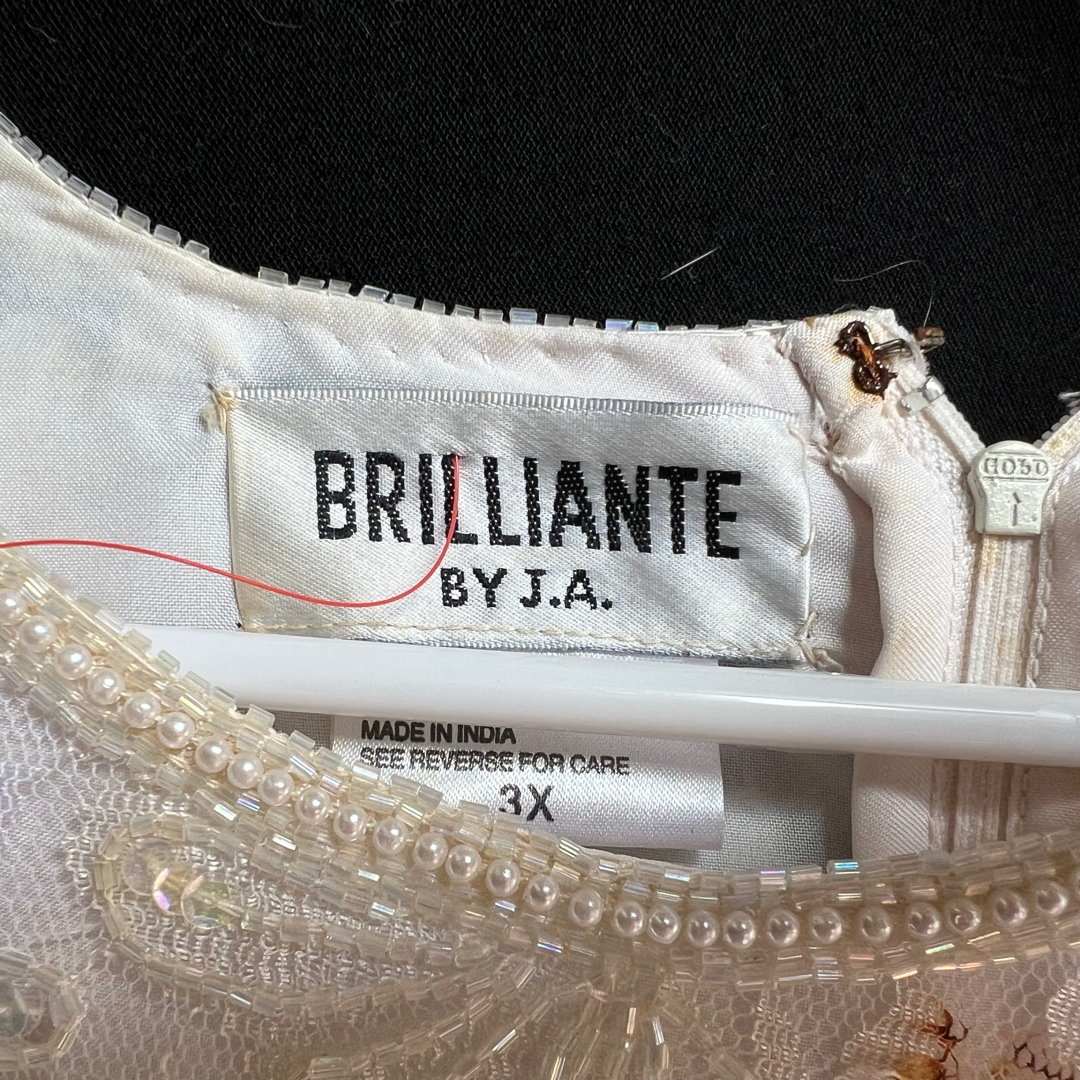 BRILLIANTE
BY J.A.
MADE IN INDIA
SEE REVERSE FOR CARE
3X